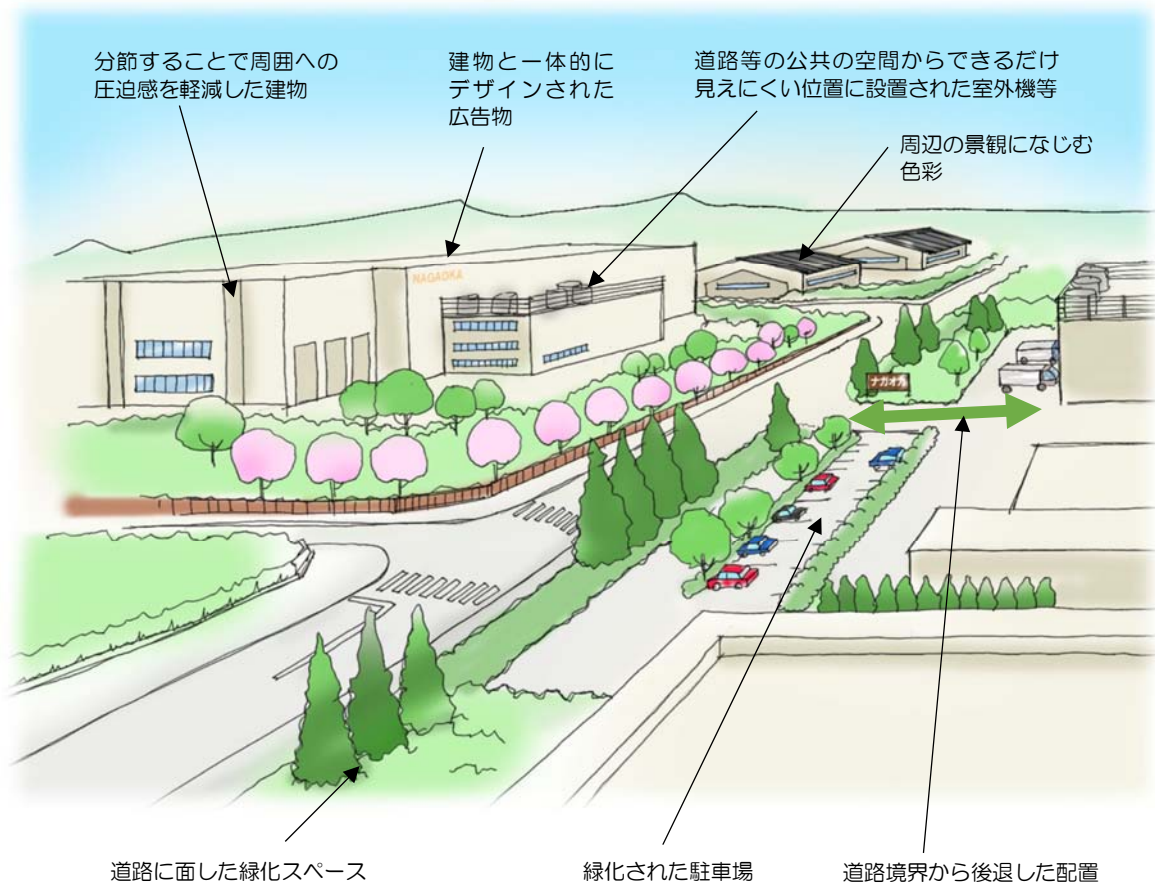 分節することで周囲への
圧迫感を軽減した建物
建物と一体的に
デザインされた
広告物
道路等の公共の空間からできるだけ
見えにくい位置に設置された室外機等
周辺の景観になじむ
色彩
NAGAOKA
ナガオカ
道路に面した緑化スペース
緑化された駐車場
道路境界から後退した配置